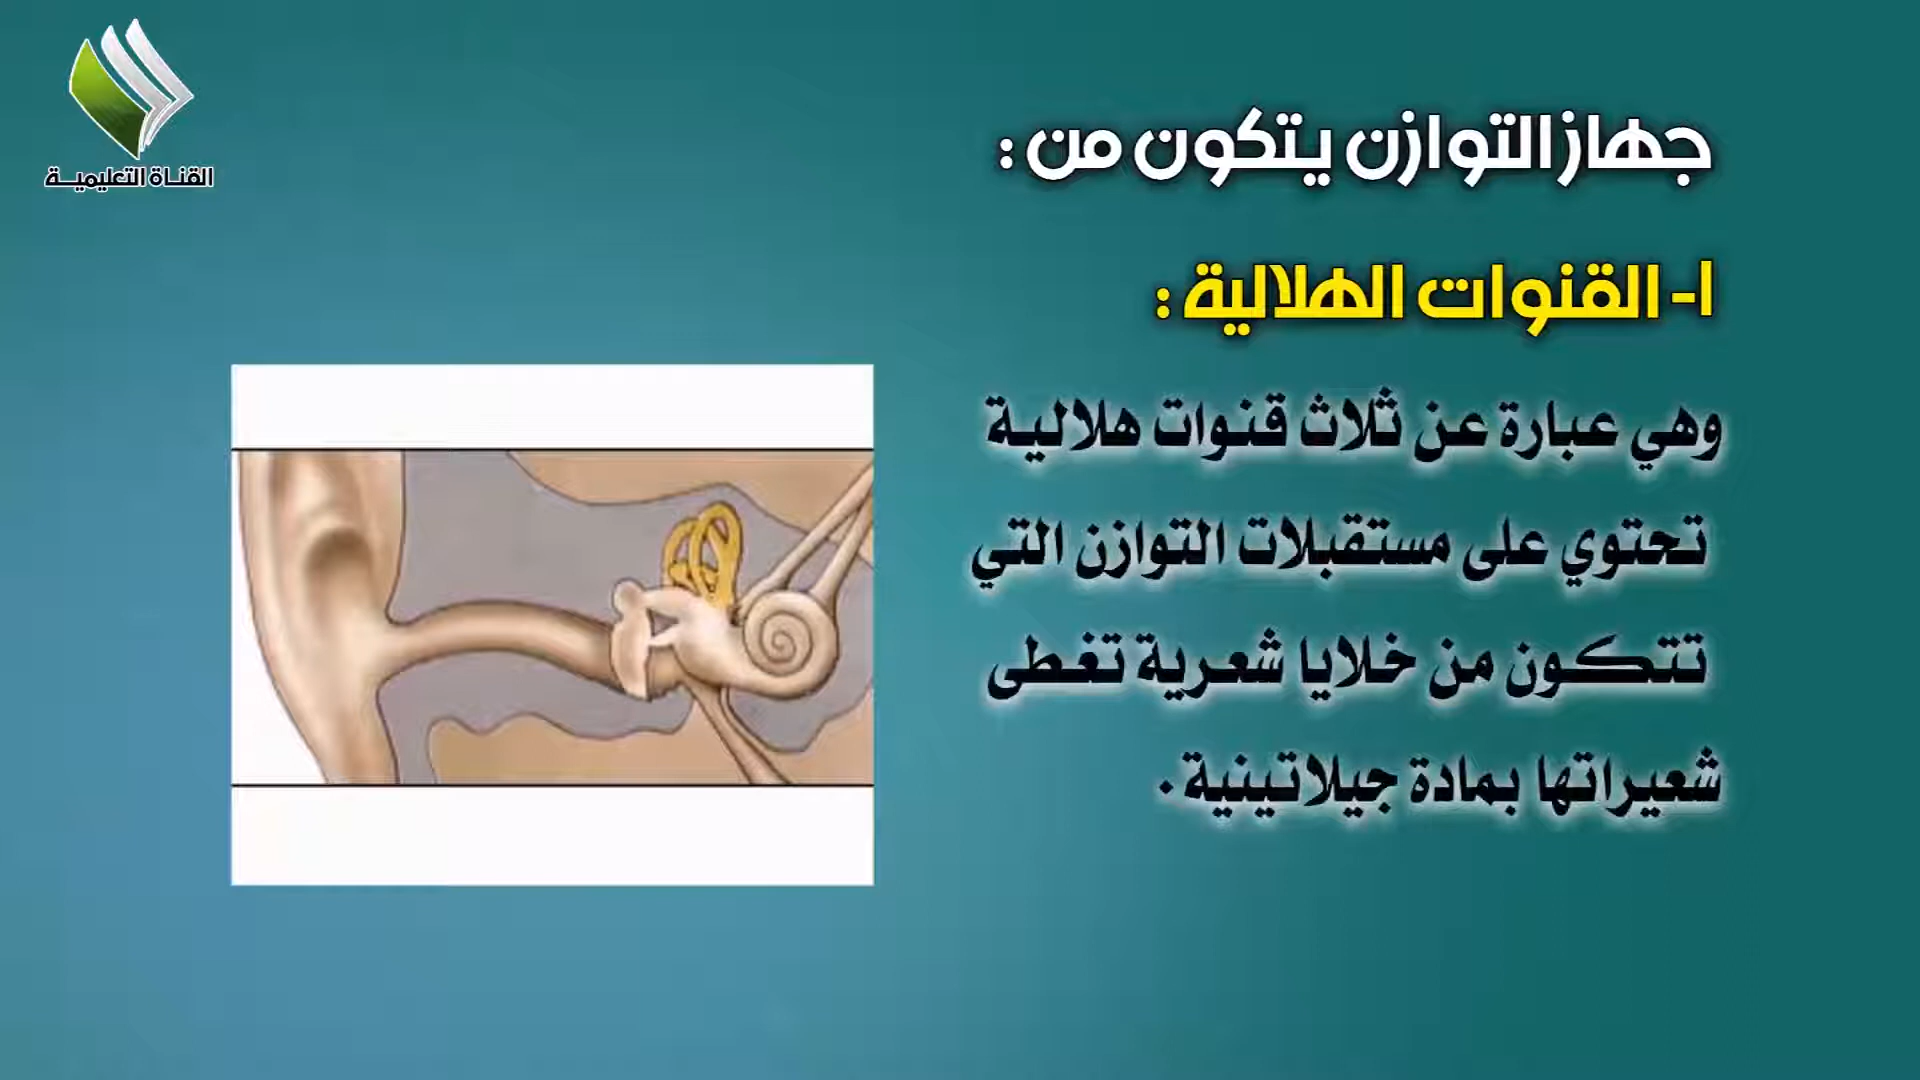 القناة التعليمية
جهاز التوازن يتكون من :
١- القنوات الهلالية :
وهي عبارة عن ثلاث قنوات هلالية
تحتوي على مستقبلات التوازن التي
تتكون من خلايا شعرية تغطى
شعيراتها بمادة جيلاتينية .